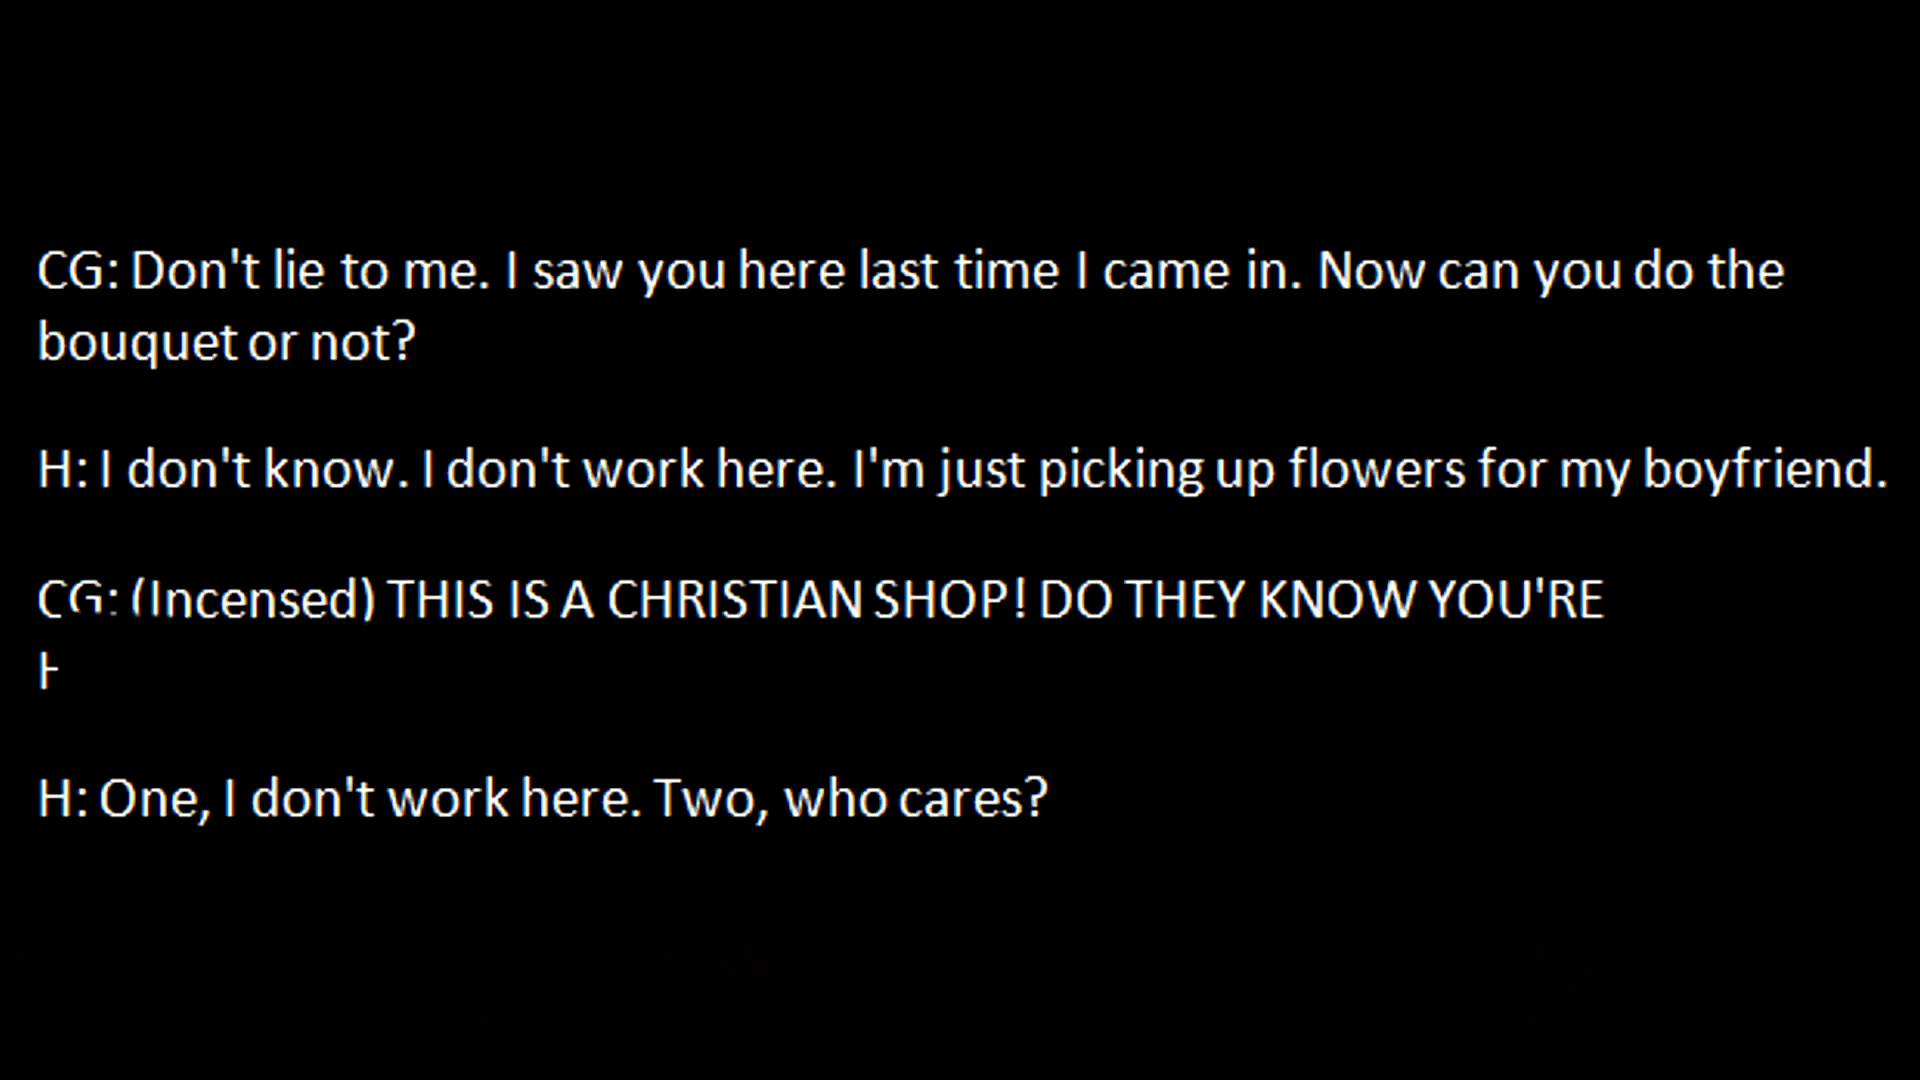 CG: Don't lie to me. I saw you here last time I came in. Now can you do the
bouquet or not?
H: I don't know. I don't work here. I'm just picking up flowers for my boyfriend.
CG: (Incensed) THIS IS A CHRISTIAN SHOP! DO THEY KNOW YOU'RE
H: One, I don't work here. Two, who cares?